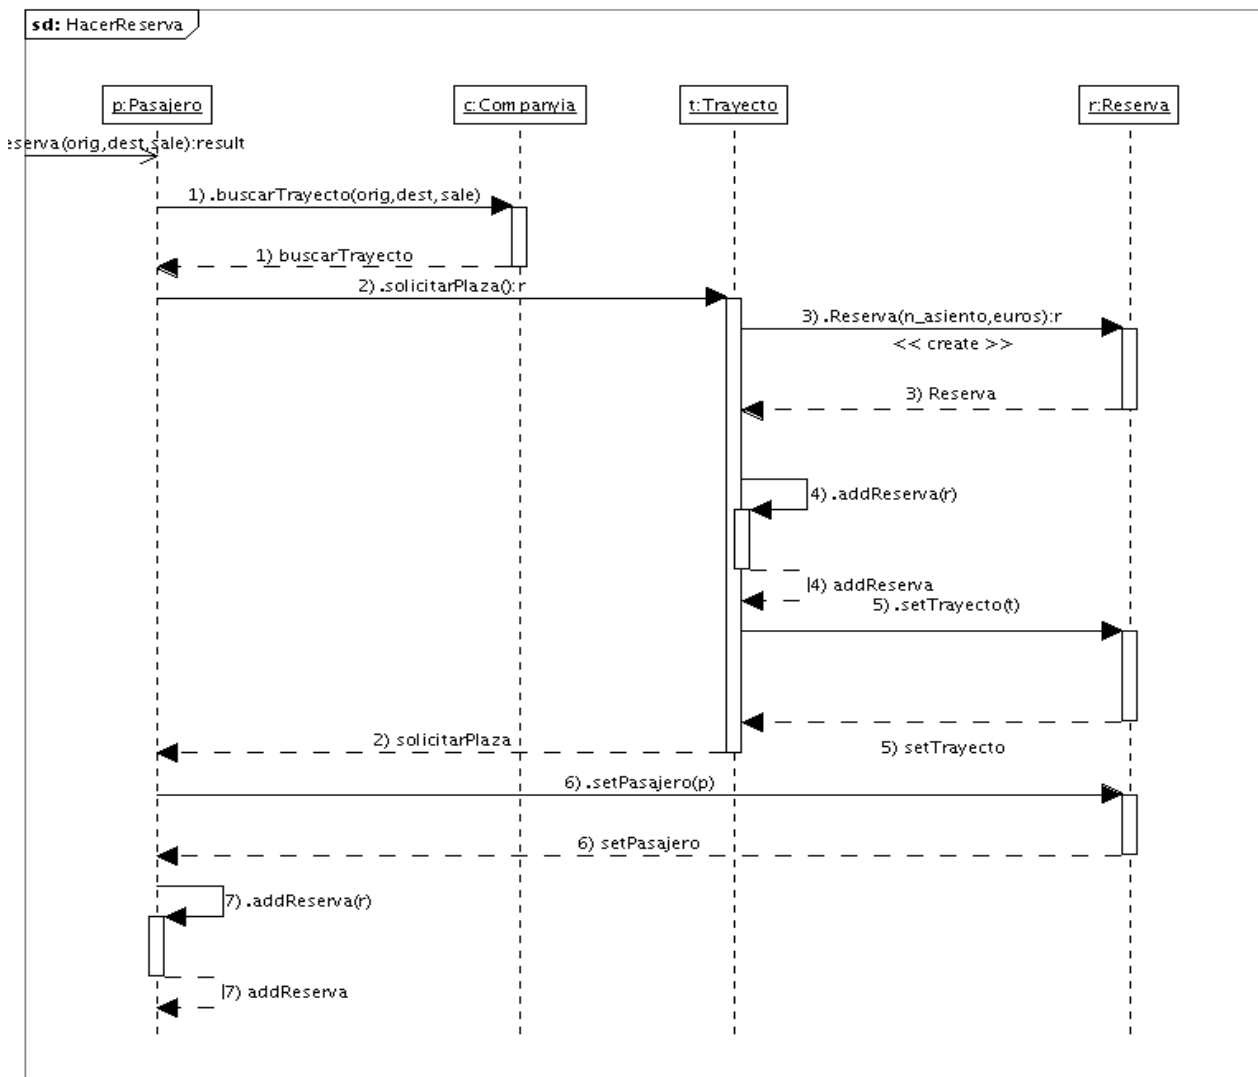 sd: HacerReserva
p:Pasajero
c:Companyia
t:Trayecto
r:Reserva
eserva(orig,dest,sale):result
1).buscarTrayecto(orig,dest,sale)
1) buscarTrayecto
2).solicitarPlaza():r
3).Reserva(n_asiento,euros):r
<< create >>
3) Reserva
4).addReserva(r)
4) addReserva
5).setTrayecto(t)
2) solicitarPlaza
5) setTrayecto
6).setPasajero(p)
6) setPasajero
7).addReserva(r)
7) addReserva